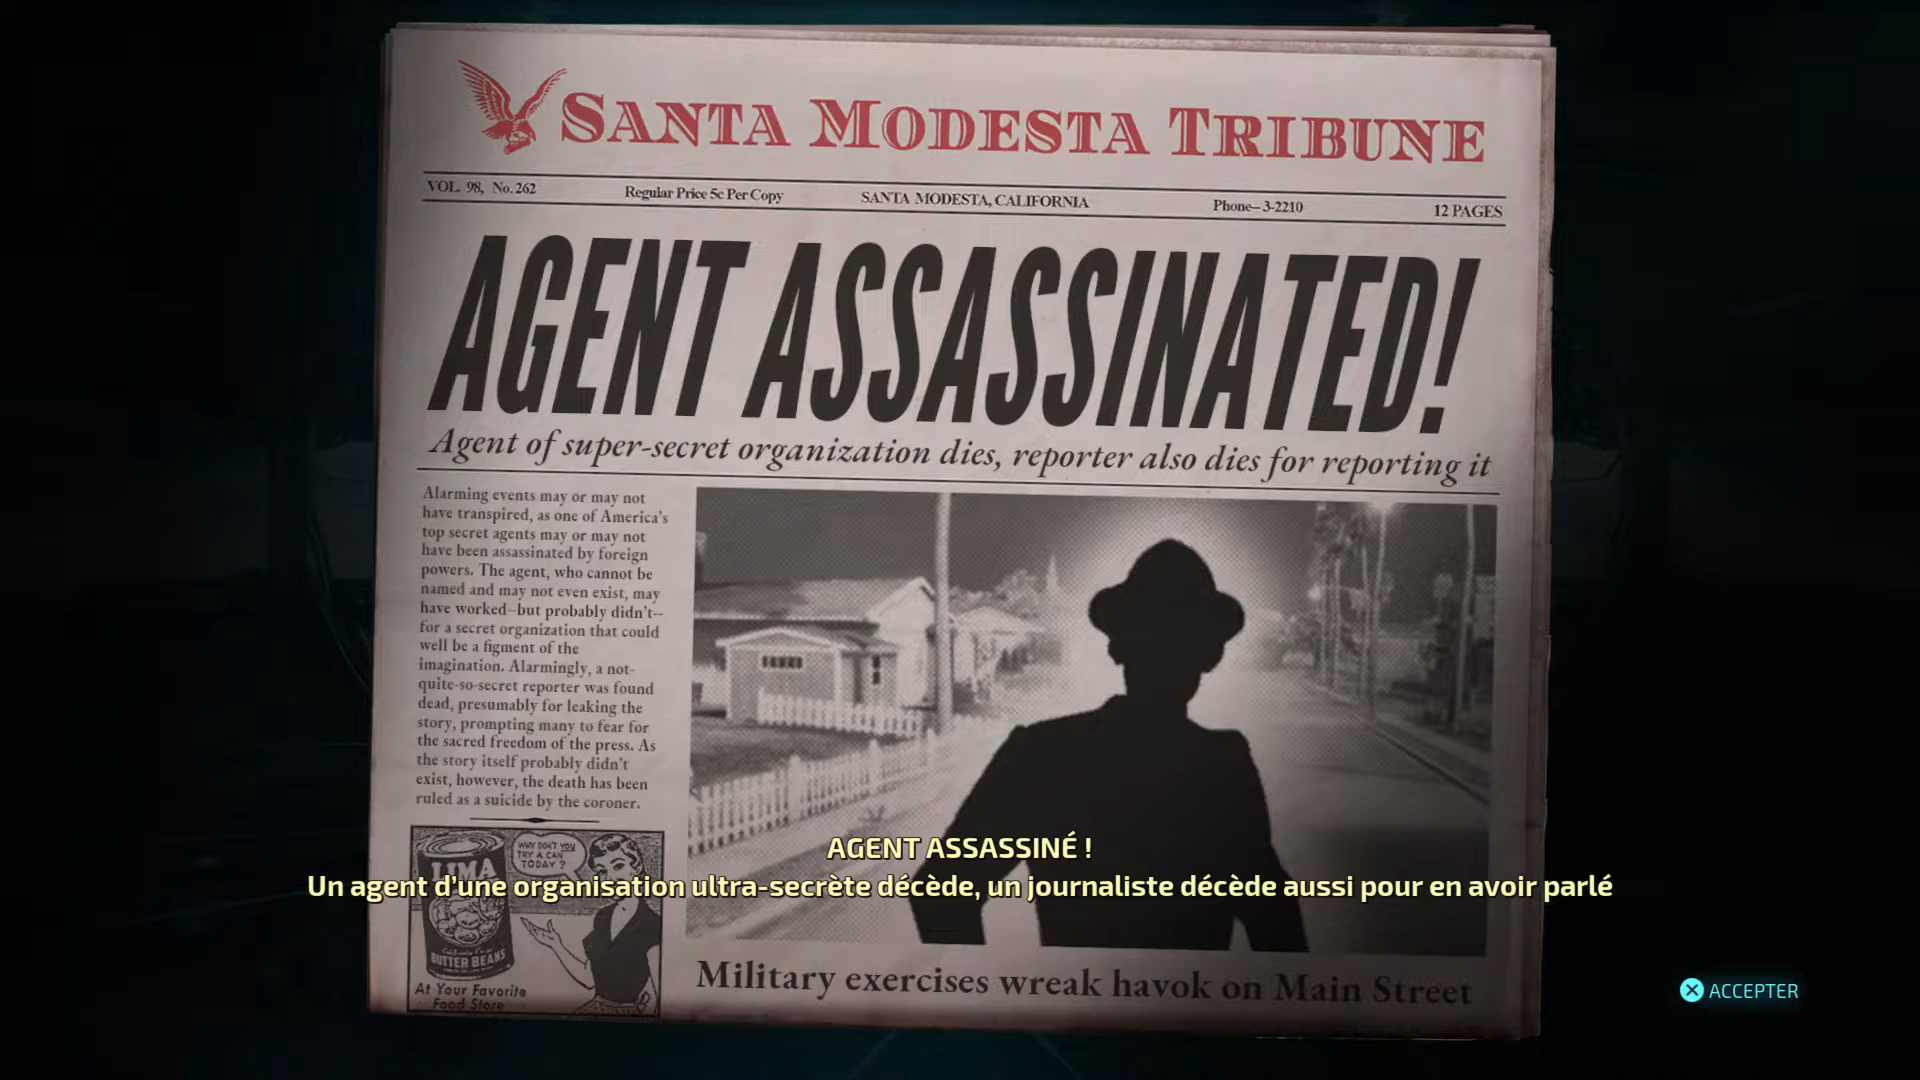 SANTA MODESTA TRIBUNE
VOL. 98, No. 262
Regular Price 5c Per Copy
SANTA MODESTA, CALIFORNIA
Phone–3-2210
12 PAGES
AGENT ASSASSINATED!
Agent of super-secret organization dies, reporter also dies for reporting it
Alarming events may or may not
have transpired, as one of America's
top secret agents may or may not
have been assassinated by foreign
powers. The agent, who cannot be
named and may not even exist, may
have worked--but probably didn't--
for a secret organization that could
well be a figment of the
imagination. Alarmingly, a not-
quite-so-secret reporter was found
dead, presumably for leaking the
story, prompting many to fear for
the sacred freedom of the press. As
the story itself probably didn't
exist, however, the death has been
ruled as a suicide by the coroner.
WHY DON'T YOU
TRY A CAN
TODAY?
LIMA
BUTTER BEANS
At Your Favorite
Food Store
AGENT ASSASSINÉ !
Un agent d'une organisation ultra-secrète décède, un journaliste décède aussi pour en avoir parlé
Military exercises wreak havok on Main Street
ACCEPTER